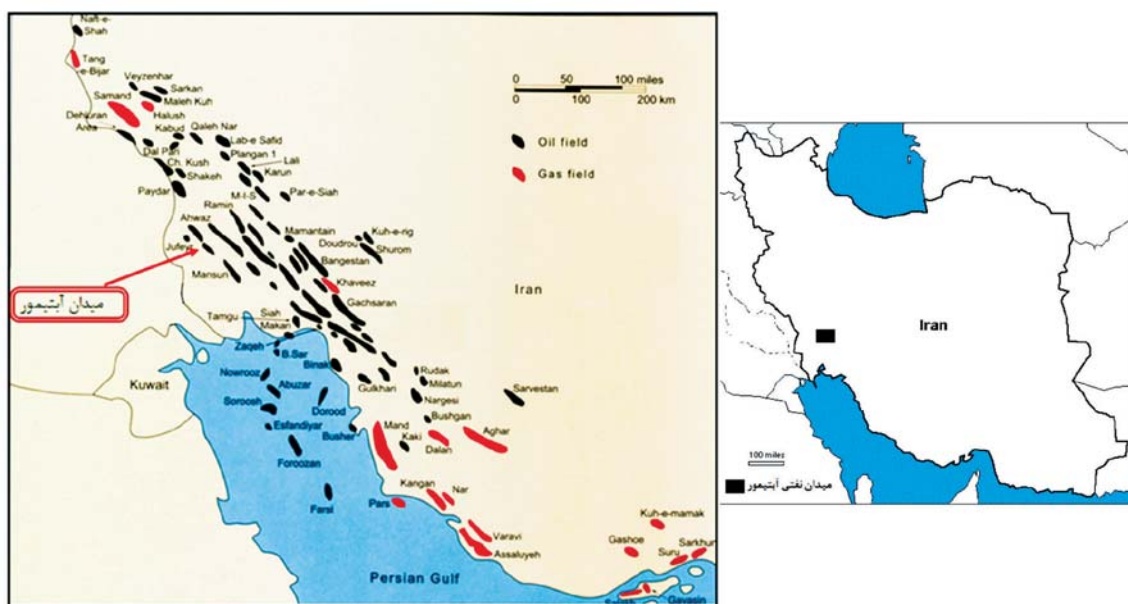 Naft-e-
Shah
Tang
-e-Bijar
Veyzenhar
Sarkan
Maleh Kuh
Samand
Halush
Dehluran
Area
Kabud
Qaleh Nar
Lab-e Safid
Dal Pari
Plangan 1
Lali
Ch. Kush
Shakeh
Karun
Paydar
M-I-S
Par-e-Siah
Ramin
Ahwaz
Mamantain
Kuh-e-rig
Doudrou
Shurom
Jufeyr
Bangestan
Mansuri
Khaveez
میدان آبتیمور
Gachsaran
Iran
Tamgu
Siah
Makan
Zaqeh
B.Sar
Binak
Kuwait
Nowrooz
Abuzar
Gulkhari
Rudak
Milatun
Sarvestan
Soroosh
Dorood
Nargesi
Esfandiyar
Busher
Bushgan
Mand
Kaki
Aghar
Dalan
Foroozan
Kangan
Nar
Farsi
Pars
Varavi
Assaluyeh
Kuh-e-mamak
Gashoe
Suru
Sarkhun
Gavasin
Persian Gulf
0 50 100 miles
0 100 200 km
Oil field
Gas field
Iran
100 miles
میدان نفتی آبتیمور